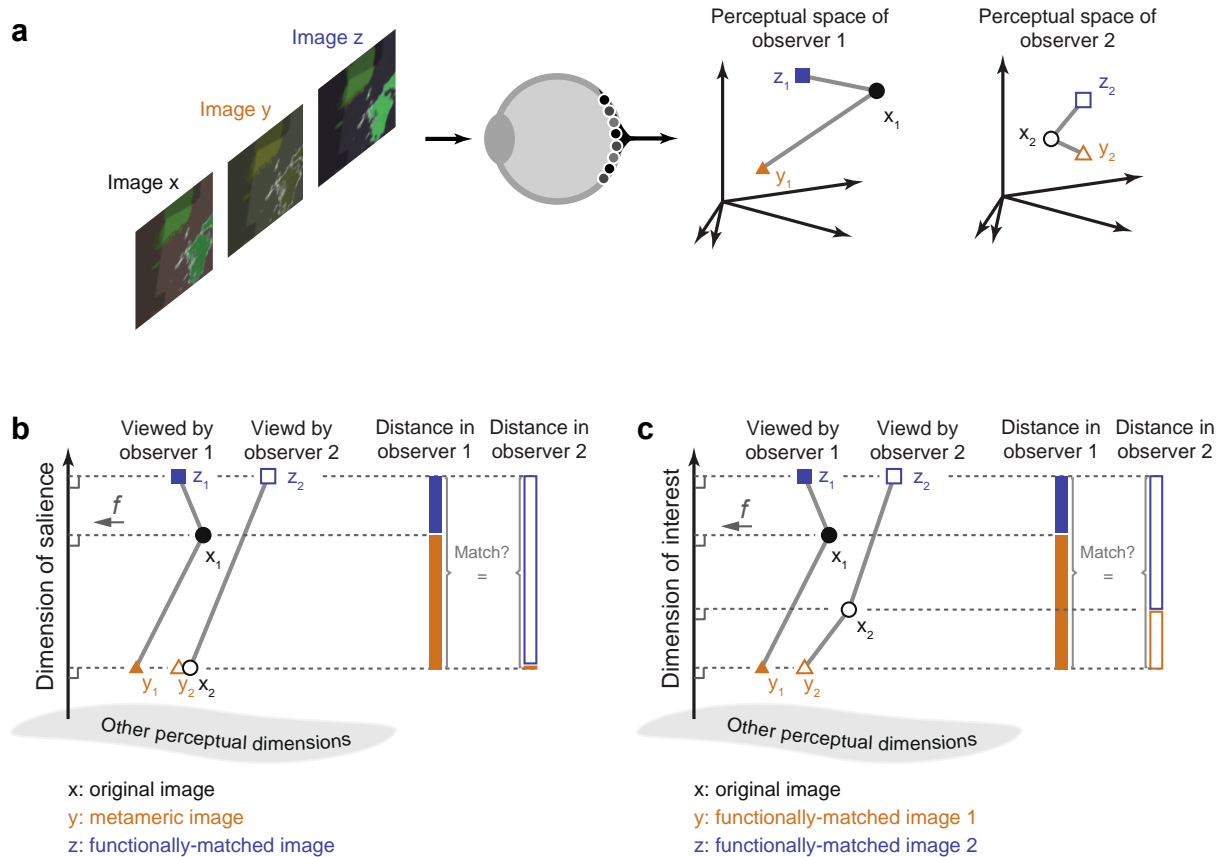 a
Image z
Image y
Image x
Perceptual space of
observer 1
z1
x1
y1
Perceptual space of
observer 2
z2
x2
y2
b
Viewed by
observer 1
Viewd by
observer 2
Distance in
observer 1
Distance in
observer 2
Dimension of salience
f
z1
z2
x1
Match?
=
y1
y2
x2
Other perceptual dimensions
x: original image
y: metameric image
z: functionally-matched image
c
Viewed by
observer 1
Viewd by
observer 2
Distance in
observer 1
Distance in
observer 2
Dimension of interest
f
z1
z2
x1
Match?
=
x2
y1
y2
Other perceptual dimensions
x: original image
y: functionally-matched image 1
z: functionally-matched image 2